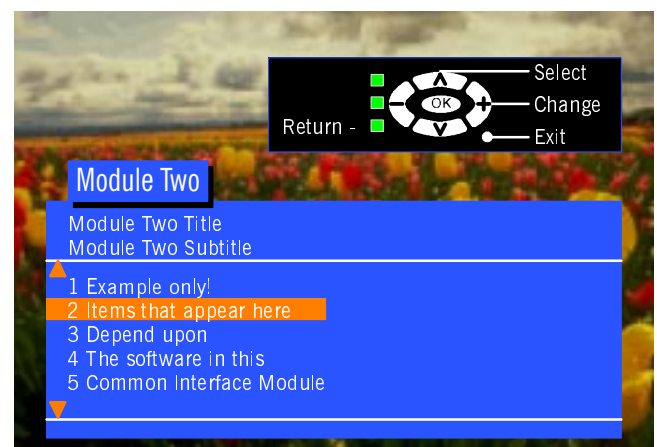 Select
OK
Change
Return -
Exit
Module Two
Module Two Title
Module Two Subtitle
1 Example only!
2 Items that appear here
3 Depend upon
4 The software in this
5 Common Interface Module